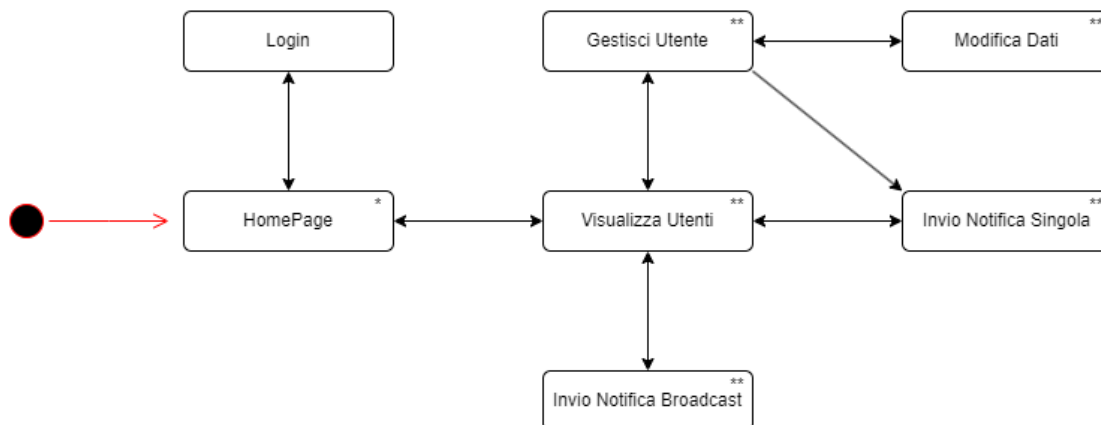 Login
Gestisci Utente **
Modifica Dati **
HomePage *
Visualizza Utenti **
Invio Notifica Singola **
Invio Notifica Broadcast **